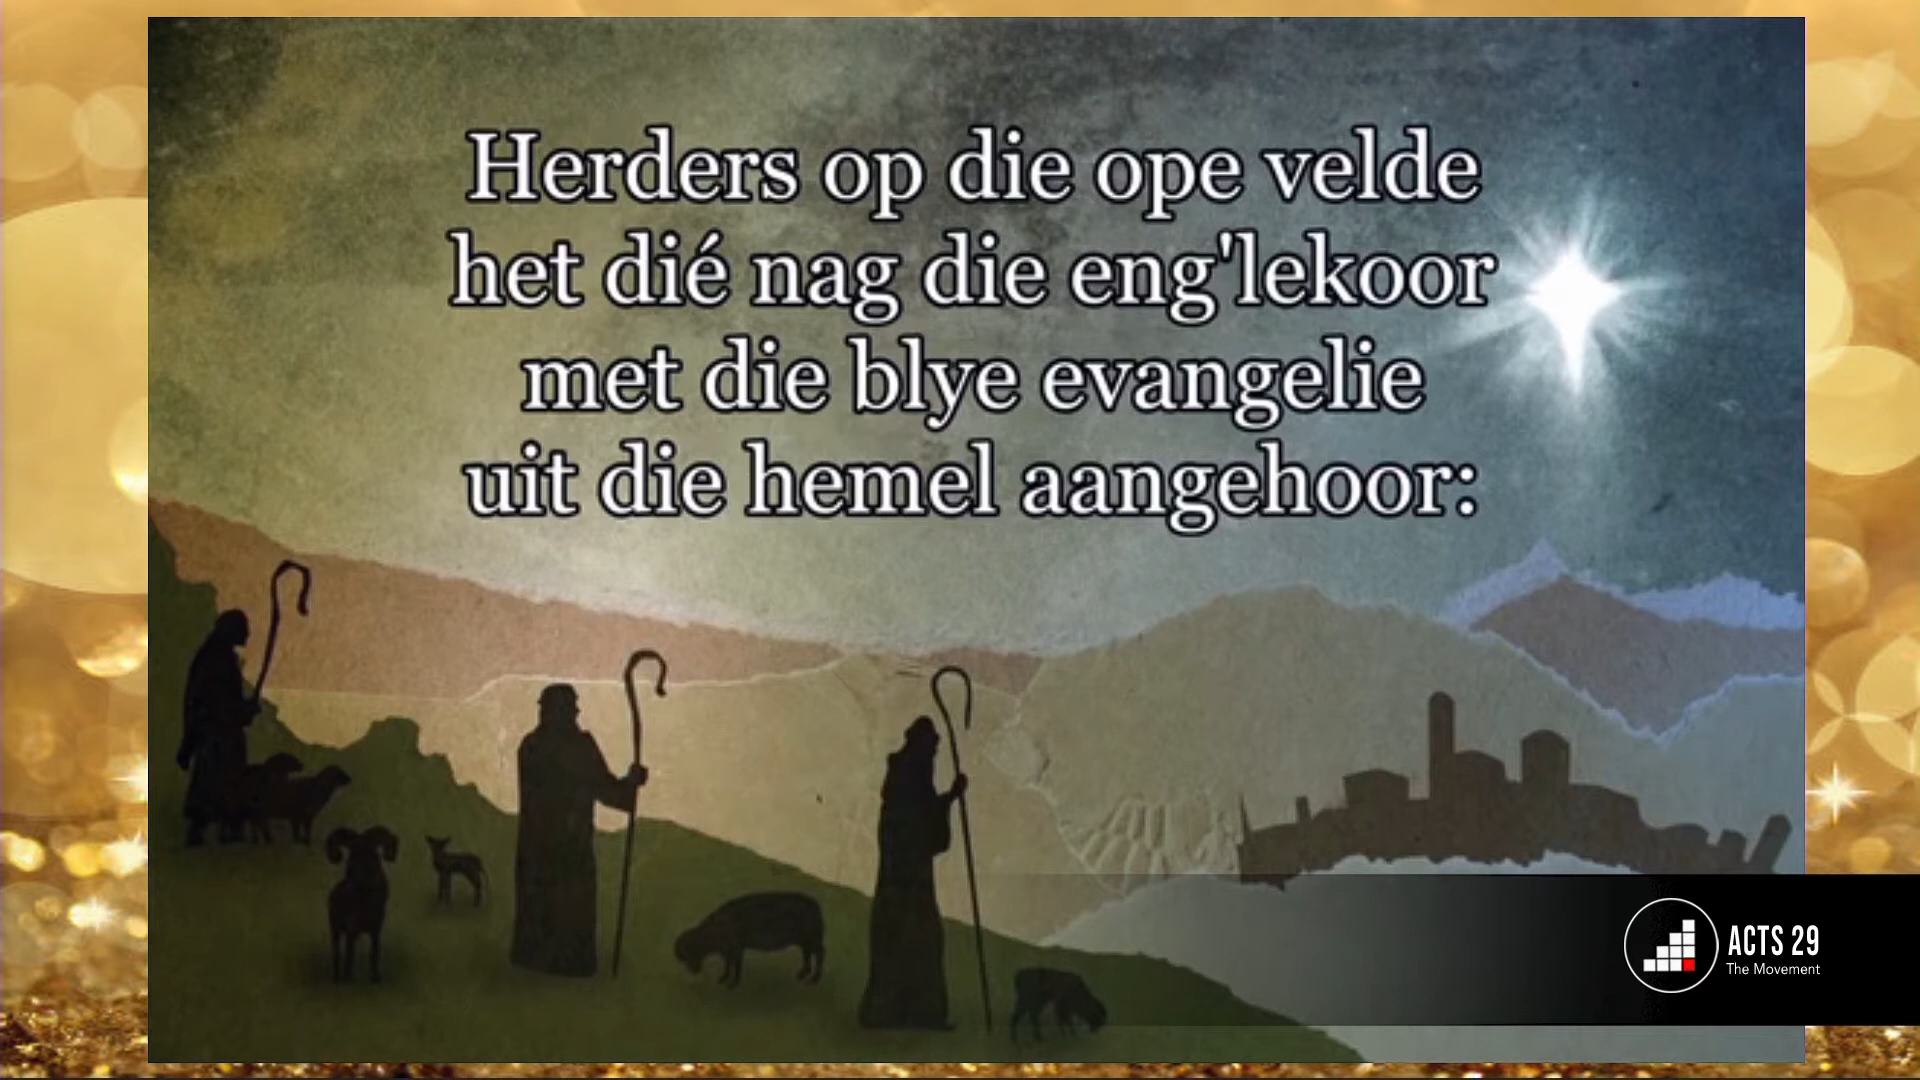 Herders op die ope velde
het dié nag die eng'lekoor
met die blye evangelie
uit die hemel aangehoor:
ACTS 29
The Movement